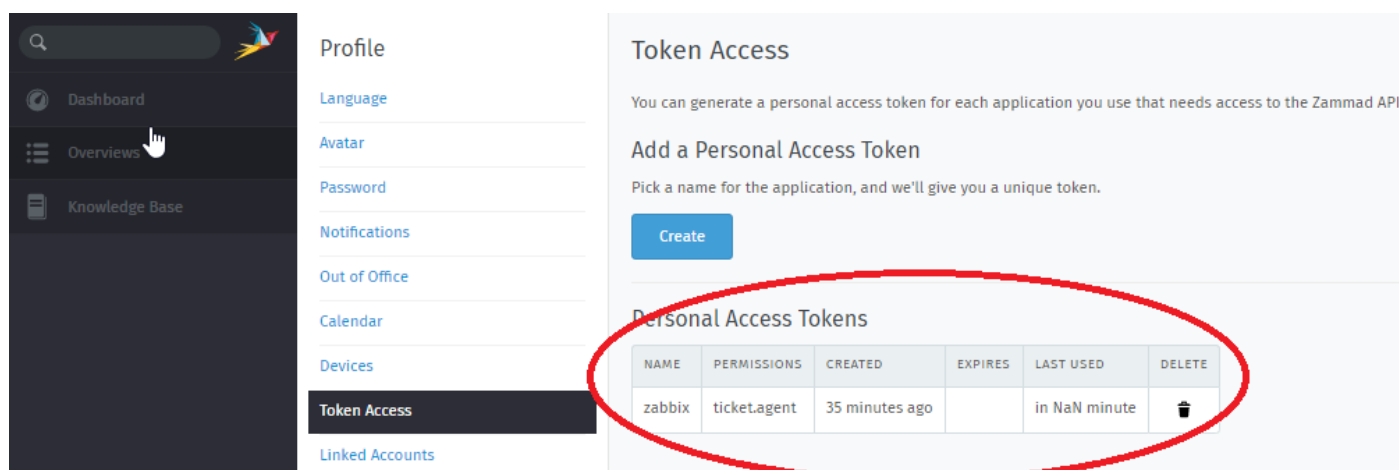 Dashboard
Overviews
Knowledge Base
Profile
Language
Avatar
Password
Notifications
Out of Office
Calendar
Devices
Token Access
Linked Accounts
Token Access
You can generate a personal access token for each application you use that needs access to the Zammad API
Add a Personal Access Token
Pick a name for the application, and we'll give you a unique token.
Create
Personal Access Tokens
NAME PERMISSIONS CREATED EXPIRES LAST USED DELETE
zabbix ticket.agent 35 minutes ago in NaN minute